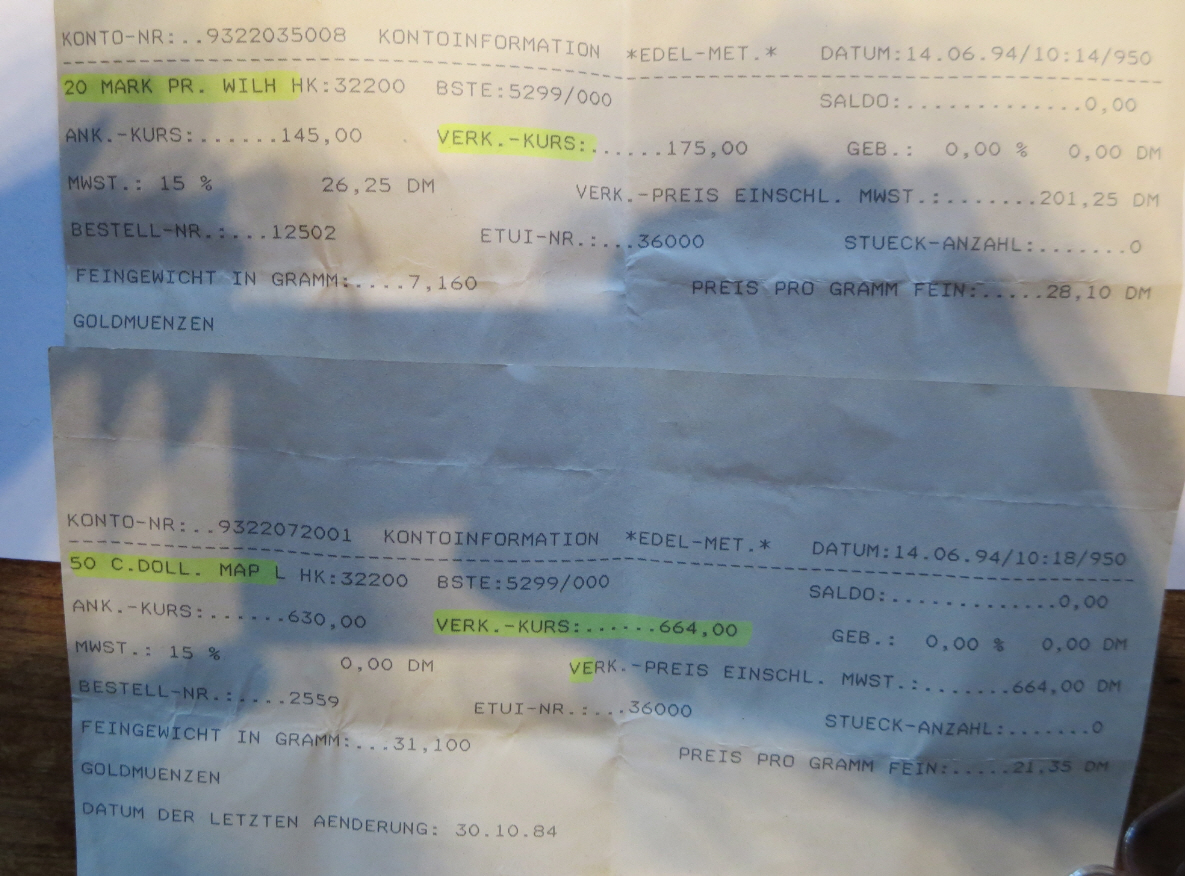 KONTO-NR:..9322035008 KONTOINFORMATION *EDEL-MET.* DATUM:14.06.94/10:14/950
20 MARK PR. WILH HK:32200 BSTE:5299/000 SALDO:............0,00
ANK.-KURS:......145,00 VERK.-KURS:......175,00 GEB.: 0,00 % 0,00 DM
MWST.: 15 % 26,25 DM VERK.-PREIS EINSCHL. MWST.:.......201,25 DM
BESTELL-NR.:...12502 ETUI-NR.:...36000 STUECK-ANZAHL:.......0
FEINGEWICHT IN GRAMM:....7,160 PREIS PRO GRAMM FEIN:.....28,10 DM
GOLDMUENZEN
KONTO-NR:..9322072001 KONTOINFORMATION *EDEL-MET.* DATUM:14.06.94/10:18/950
50 C.DOLL. MAP L HK:32200 BSTE:5299/000 SALDO:............0,00
ANK.-KURS:......630,00 VERK.-KURS:......664,00 GEB.: 0,00 % 0,00 DM
MWST.: 15 % 0,00 DM VERK.-PREIS EINSCHL. MWST.:.......664,00 DM
BESTELL-NR.:....2559 ETUI-NR.:...36000 STUECK-ANZAHL:.......0
FEINGEWICHT IN GRAMM:...31,100 PREIS PRO GRAMM FEIN:.....21,35 DM
GOLDMUENZEN
DATUM DER LETZTEN AENDERUNG: 30.10.84